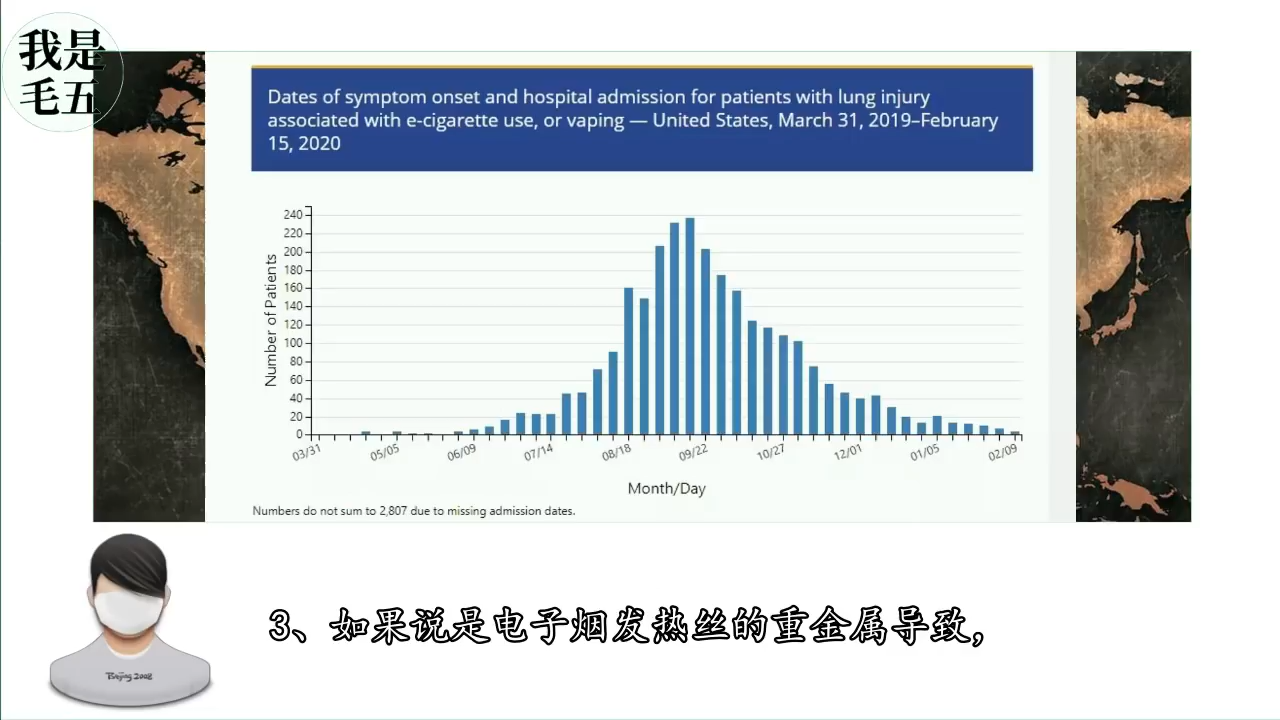 我是
毛五
Dates of symptom onset and hospital admission for patients with lung injury
associated with e-cigarette use, or vaping — United States, March 31, 2019–February
15, 2020
Number of Patients
240
220
200
180
160
140
120
100
80
60
40
20
0
03/31 05/05 06/09 07/14 08/18 09/22 10/27 12/01 01/05 02/09
Month/Day
Numbers do not sum to 2,807 due to missing admission dates.
3、如果说是电子烟发热丝的重金属导致，